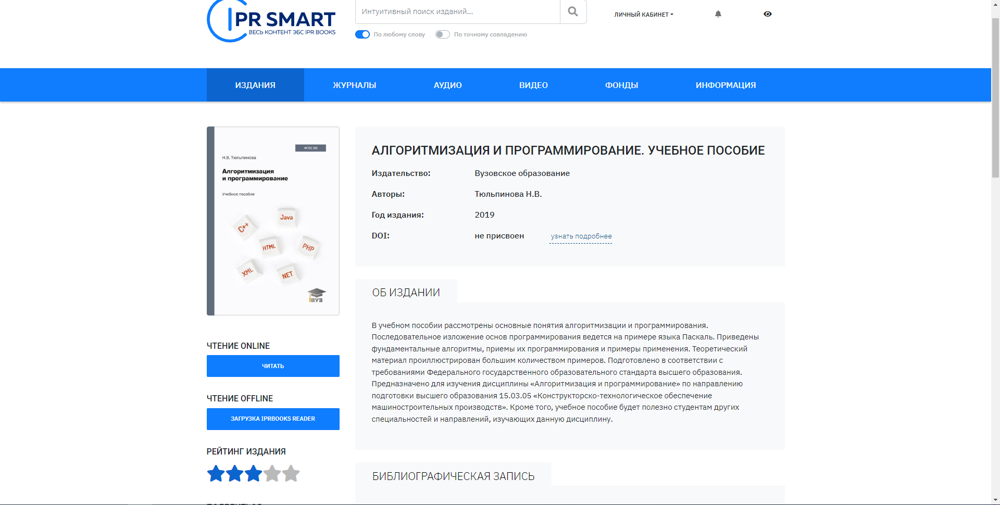 PR SMART
ВЕСЬ КОНТЕНТ ЭБС IPR BOOKS
Интуитивный поиск изданий...
По любому слову
По точному совпадению
ЛИЧНЫЙ КАБИНЕТ
ИЗДАНИЯ
ЖУРНАЛЫ
АУДИО
ВИДЕО
ФОНДЫ
ИНФОРМАЦИЯ
ФГОС ВО
Н.В. Тюльпинова
Алгоритмизация
и программирование
Учебное пособие
Java
C++
HTML
PHP
XML
NET
ВУЗ
ЧТЕНИЕ ONLINE
ЧИТАТЬ
ЧТЕНИЕ OFFLINE
ЗАГРУЗКА IPRBOOKS READER
РЕЙТИНГ ИЗДАНИЯ
АЛГОРИТМИЗАЦИЯ И ПРОГРАММИРОВАНИЕ. УЧЕБНОЕ ПОСОБИЕ
Издательство: Вузовское образование
Авторы: Тюльпинова Н.В.
Год издания: 2019
DOI: не присвоен узнать подробнее
ОБ ИЗДАНИИ
В учебном пособии рассмотрены основные понятия алгоритмизации и программирования.
Последовательное изложение основ программирования ведется на примере языка Паскаль. Приведены
фундаментальные алгоритмы, приемы их программирования и примеры применения. Теоретический
материал проиллюстрирован большим количеством примеров. Подготовлено в соответствии с
требованиями Федерального государственного образовательного стандарта высшего образования.
Предназначено для изучения дисциплины «Алгоритмизация и программирование» по направлению
подготовки высшего образования 15.03.05 «Конструкторско-технологическое обеспечение
машиностроительных производств». Кроме того, учебное пособие будет полезно студентам других
специальностей и направлений, изучающих данную дисциплину.
БИБЛИОГРАФИЧЕСКАЯ ЗАПИСЬ